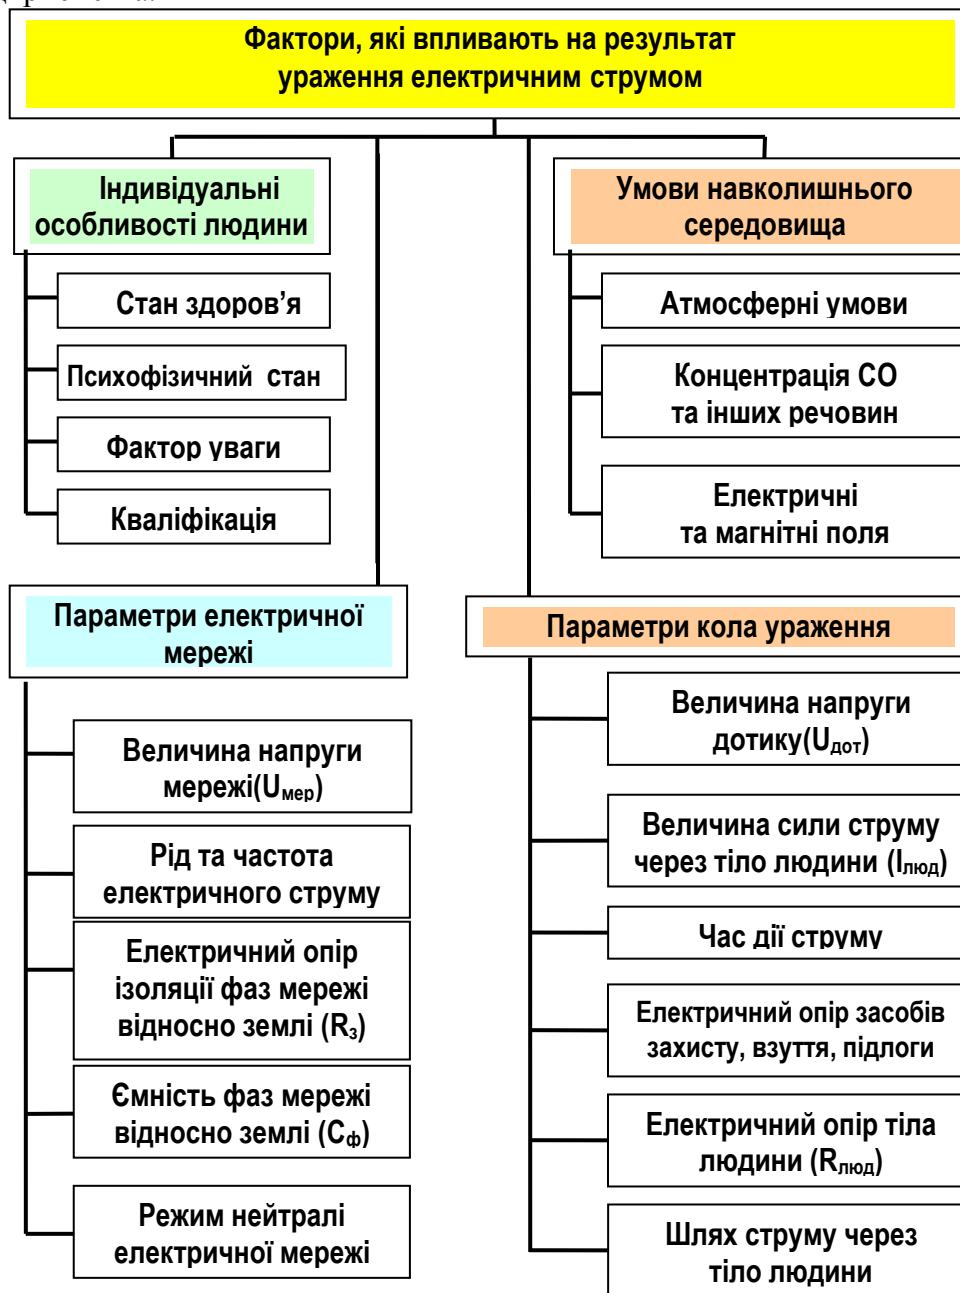 Фактори, які впливають на результат
ураження електричним струмом
Індивідуальні
особливості людини
Стан здоров’я
Психофізичний стан
Фактор уваги
Кваліфікація
Умови навколишнього
середовища
Атмосферні умови
Концентрація СО
та інших речовин
Електричні
та магнітні поля
Параметри електричної
мережі
Величина напруги
мережі(Uмер)
Рід та частота
електричного струму
Електричний опір
ізоляції фаз мережі
відносно землі (Rз)
Ємність фаз мережі
відносно землі (Сф)
Режим нейтралі
електричної мережі
Параметри кола ураження
Величина напруги
дотику(Uдот)
Величина сили струму
через тіло людини (Iлюд)
Час дії струму
Електричний опір засобів
захисту, взуття, підлоги
Електричний опір тіла
людини (Rлюд)
Шлях струму через
тіло людини